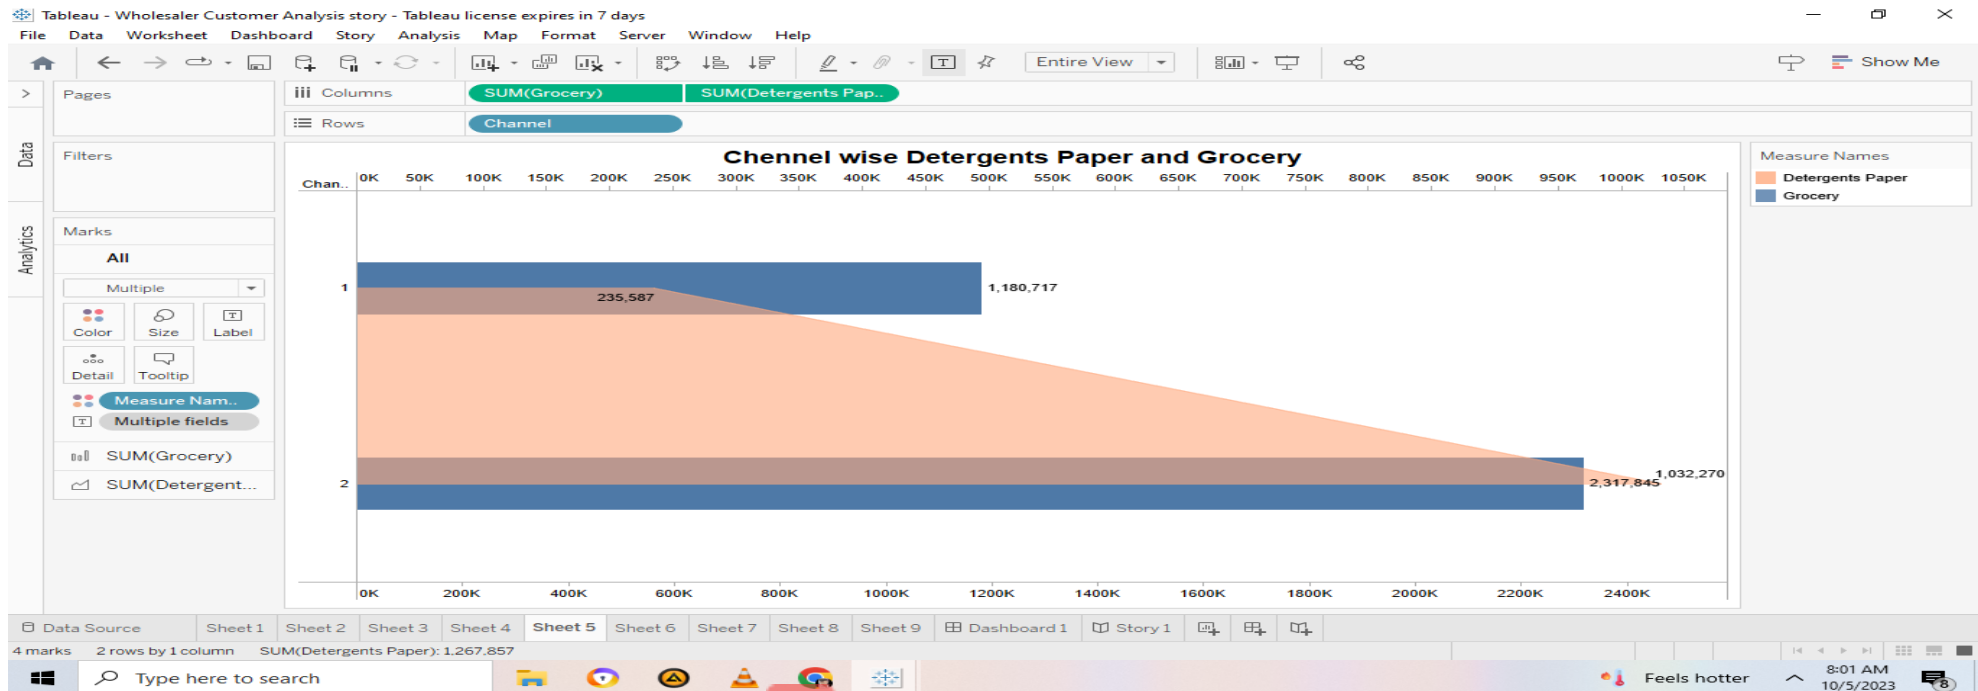 Tableau - Wholesaler Customer Analysis story - Tableau license expires in 7 days
File Data Worksheet Dashboard Story Analysis Map Format Server Window Help
Entire View Show Me
Pages
iii Columns SUM(Grocery) SUM(Detergents Pap..
Rows Channel
Data
Analytics
Filters
Marks
All
Multiple
Color Size Label
Detail Tooltip
Measure Nam..
Multiple fields
SUM(Grocery)
SUM(Detergent...
Chennel wise Detergents Paper and Grocery
Chan.. 0K 50K 100K 150K 200K 250K 300K 350K 400K 450K 500K 550K 600K 650K 700K 750K 800K 850K 900K 950K 1000K 1050K
1 235,587 1,180,717
2 2,317,845 1,032,270
0K 200K 400K 600K 800K 1000K 1200K 1400K 1600K 1800K 2000K 2200K 2400K
Measure Names
Detergents Paper
Grocery
Data Source Sheet 1 Sheet 2 Sheet 3 Sheet 4 Sheet 5 Sheet 6 Sheet 7 Sheet 8 Sheet 9 Dashboard 1 Story 1
4 marks 2 rows by 1 column SUM(Detergents Paper): 1,267,857
Type here to search Feels hotter 8:01 AM
10/5/2023 8